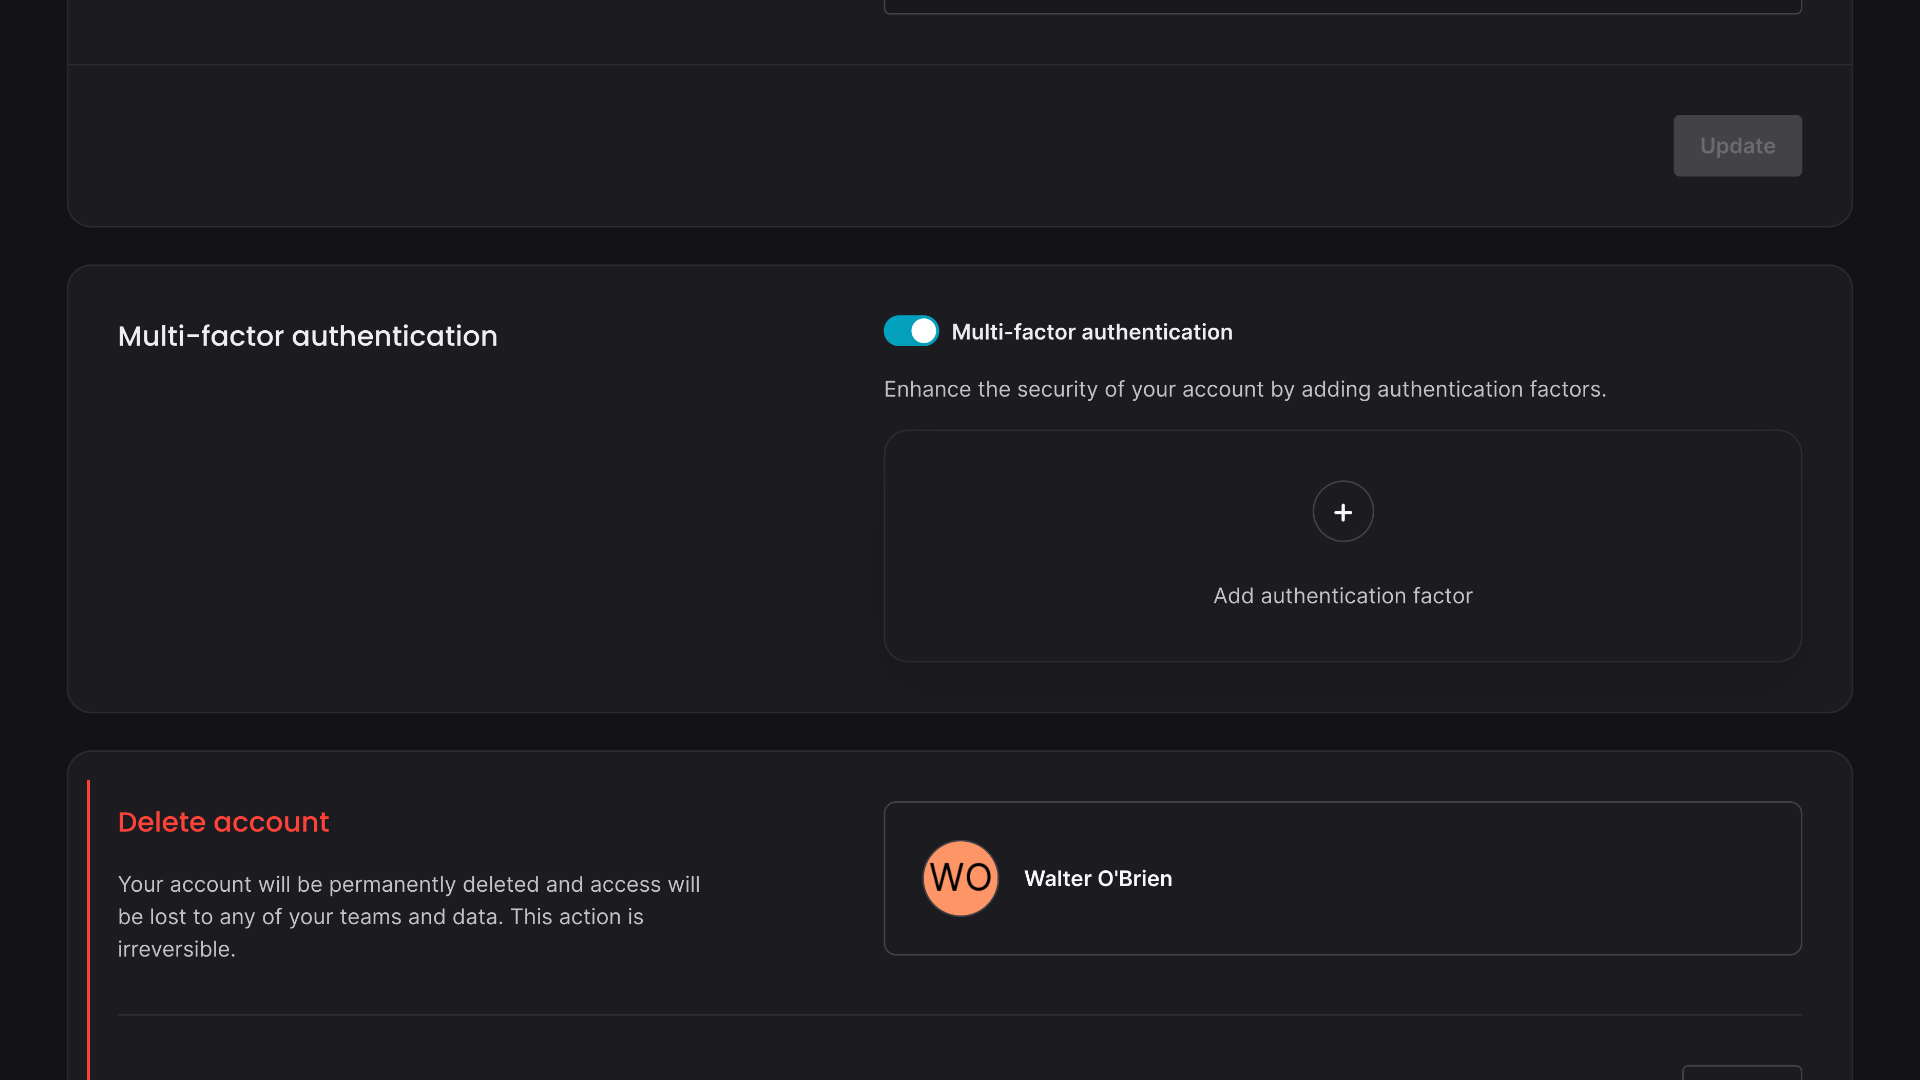 Update
Multi-factor authentication
Multi-factor authentication
Enhance the security of your account by adding authentication factors.
Add authentication factor
Delete account
Your account will be permanently deleted and access will
be lost to any of your teams and data. This action is
irreversible.
WO
Walter O'Brien